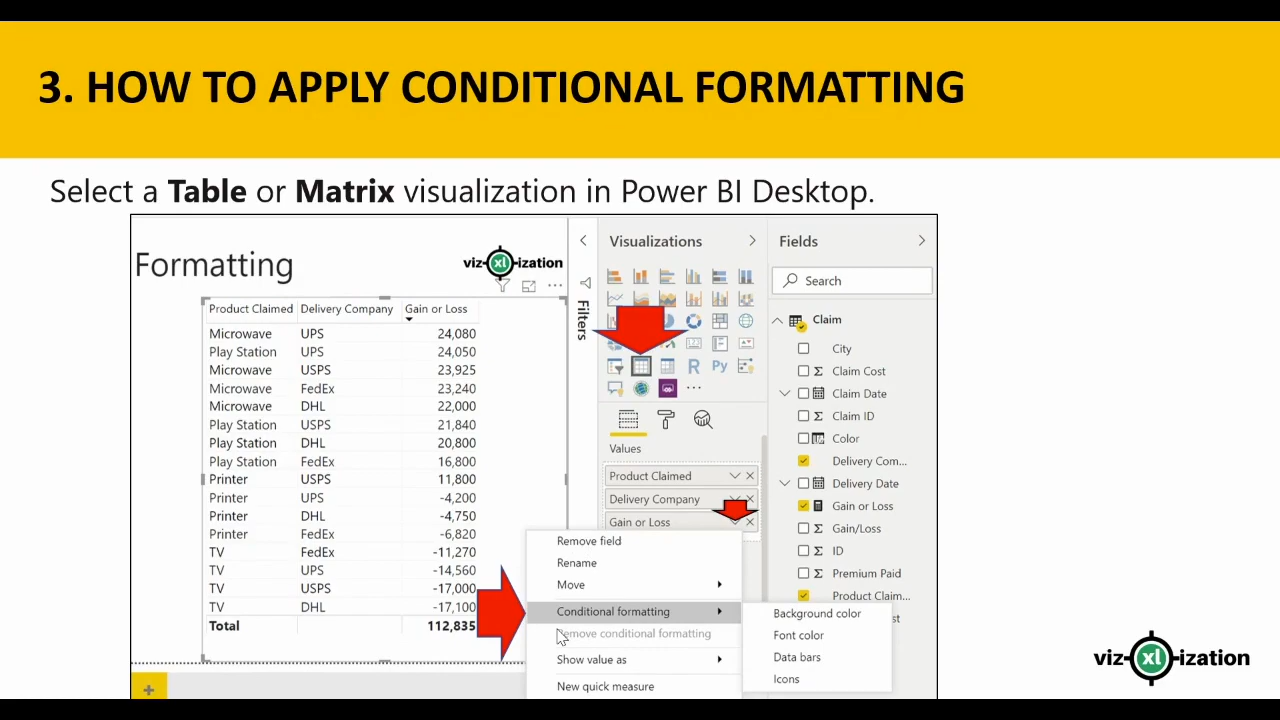 3. HOW TO APPLY CONDITIONAL FORMATTING
Select a Table or Matrix visualization in Power BI Desktop.
Formatting
viz-xl-ization
Product Claimed Delivery Company Gain or Loss
Microwave UPS 24,080
Play Station UPS 24,050
Microwave USPS 23,925
Microwave FedEx 23,240
Microwave DHL 22,000
Play Station USPS 21,840
Play Station DHL 20,800
Play Station FedEx 16,800
Printer USPS 11,800
Printer UPS -4,200
Printer DHL -4,750
Printer FedEx -6,820
TV FedEx -11,270
TV UPS -14,560
TV USPS -17,000
TV DHL -17,100
Total 112,835
Filters
Visualizations
R Py
Values
Product Claimed
Delivery Company
Gain or Loss
Remove field
Rename
Move
Conditional formatting
Remove conditional formatting
Show value as
New quick measure
Background color
Font color
Data bars
Icons
Fields
Search
Claim
City
Claim Cost
Claim Date
Claim ID
Color
Delivery Com...
Delivery Date
Gain or Loss
Gain/Loss
ID
Premium Paid
Product Claim...
viz-xl-ization